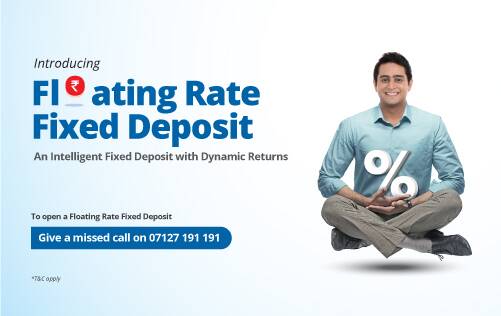 Introducing
Fl₹ating Rate
Fixed Deposit
An Intelligent Fixed Deposit with Dynamic Returns
To open a Floating Rate Fixed Deposit
Give a missed call on 07127 191 191
*T&C apply
%